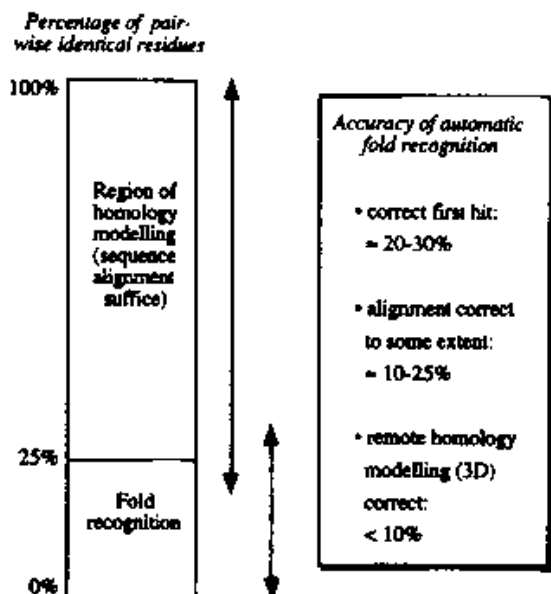 Percentage of pair-
wise identical residues
100%
Region of
homology
modelling
(sequence
alignment
suffice)
25%
Fold
recognition
0%
Accuracy of automatic
fold recognition
• correct first hit:
≈ 20-30%
• alignment correct
to some extent:
≈ 10-25%
• remote homology
modelling (3D)
correct:
< 10%